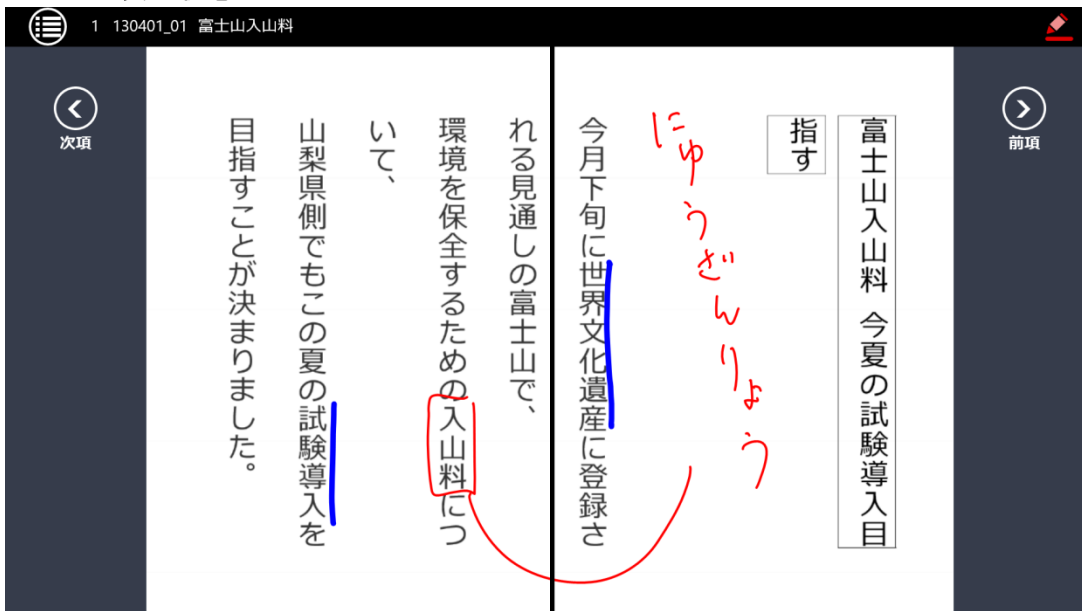 1 130401_01 富士山入山料
前項
次項
富士山入山料 今夏の試験導入目
指す
にゅうざんりょう
今月下旬に世界文化遺産に登録さ
れる見通しの富士山で、
環境を保全するための入山料につ
いて、
山梨県側でもこの夏の試験導入を
目指すことが決まりました。